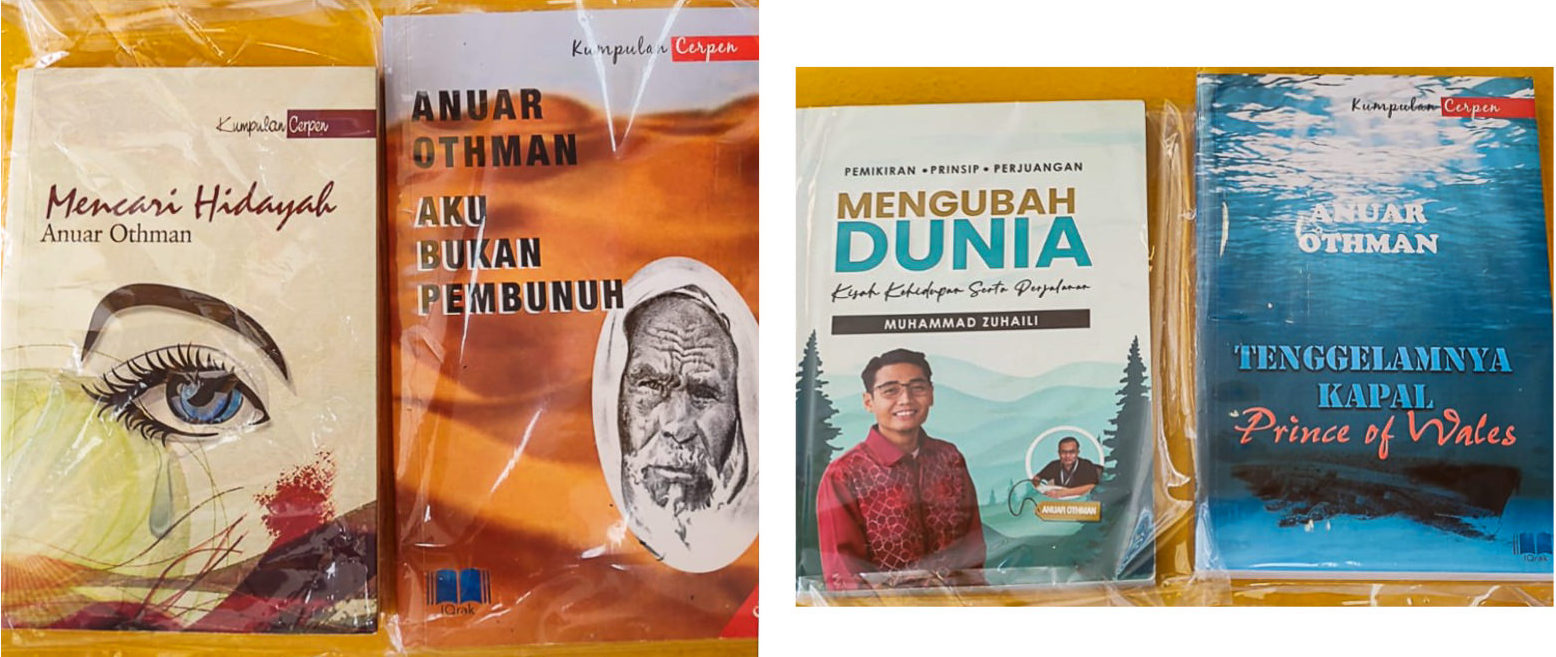 Kumpulan Cerpen
Mencari Hidayah
Anuar Othman
Kumpulan Cerpen
ANUAR
OTHMAN
AKU
BUKAN
PEMBUNUH
IQrak
PEMIKIRAN • PRINSIP • PERJUANGAN
MENGUBAH
DUNIA
Kisah Kehidupan Serta Perjalanan
MUHAMMAD ZUHAILI
ANUAR OTHMAN
Kumpulan Cerpen
ANUAR
OTHMAN
TENGGELAMNYA
KAPAL
Prince of Wales
IQrak